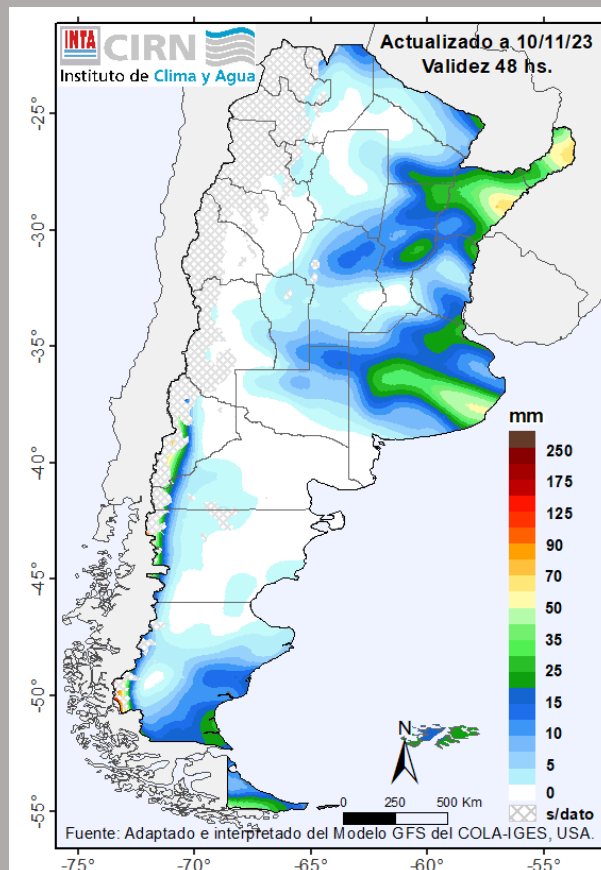 INTA CIRN
Instituto de Clima y Agua
Actualizado a 10/11/23
Validez 48 hs.
-25°
-30°
-35°
-40°
-45°
-50°
-55°
mm
250
175
125
90
70
50
35
25
15
10
5
0
s/dato
N
0 250 500 Km
Fuente: Adaptado e interpretado del Modelo GFS del COLA-IGES, USA.
-75° -70° -65° -60° -55°